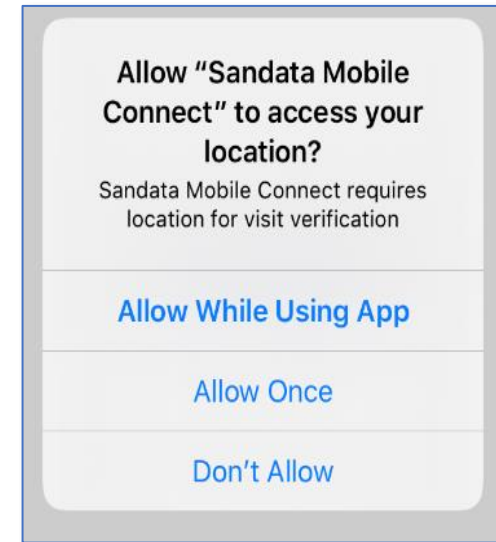 Allow “Sandata Mobile
Connect” to access your
location?
Sandata Mobile Connect requires
location for visit verification
Allow While Using App
Allow Once
Don’t Allow